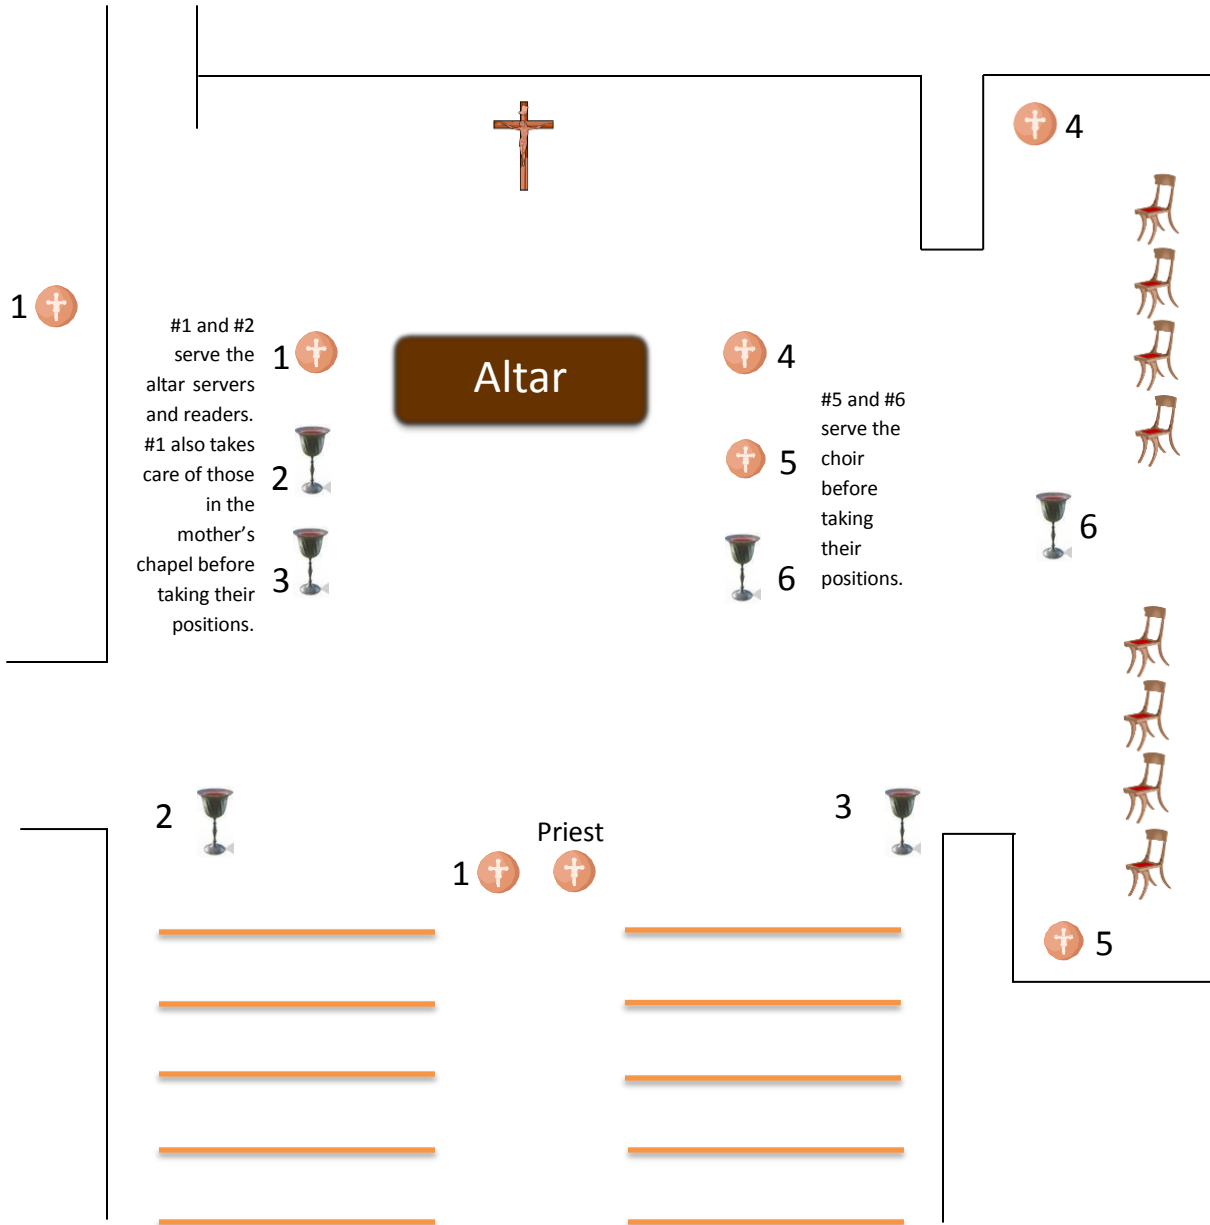 4
1
#1 and #2
serve the
altar servers
and readers.
#1 also takes
care of those
in the
mother's
chapel before
taking their
positions.
1
2
3
Altar
4
5
6
#5 and #6
serve the
choir
before
taking
their
positions.
6
2
3
Priest
1
5